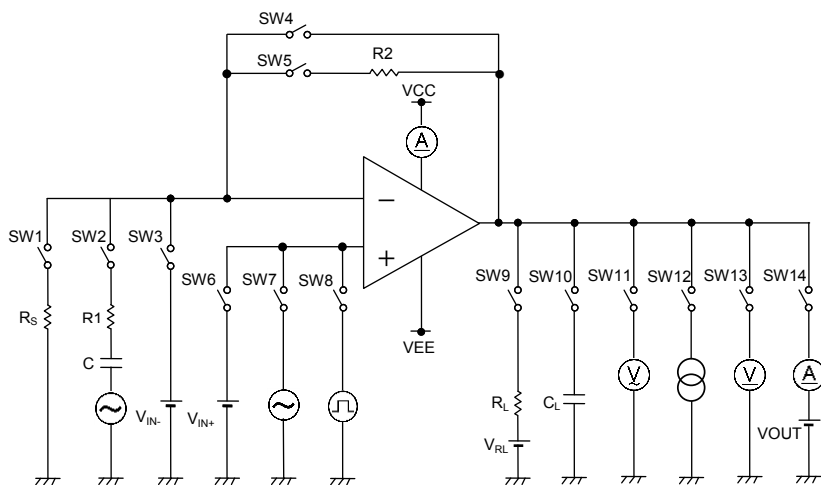 SW4
SW5
R2
VCC
A
−
+
SW1
SW2
SW3
SW6
SW7
SW8
SW9
SW10
SW11
SW12
SW13
SW14
RS
R1
C
VIN-
VIN+
VEE
RL
VRL
CL
V
V
A
VOUT